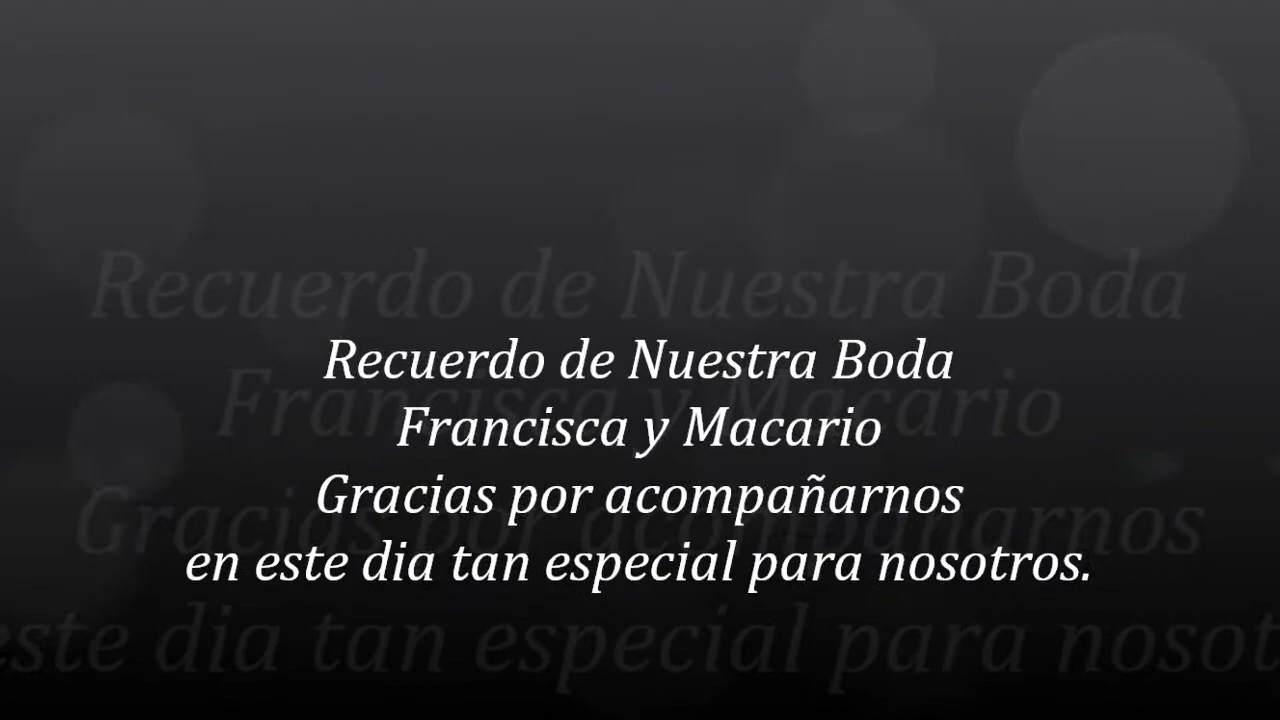 Recuerdo de Nuestra Boda
Francisca y Macario
Gracias por acompañarnos
en este dia tan especial para nosotros.